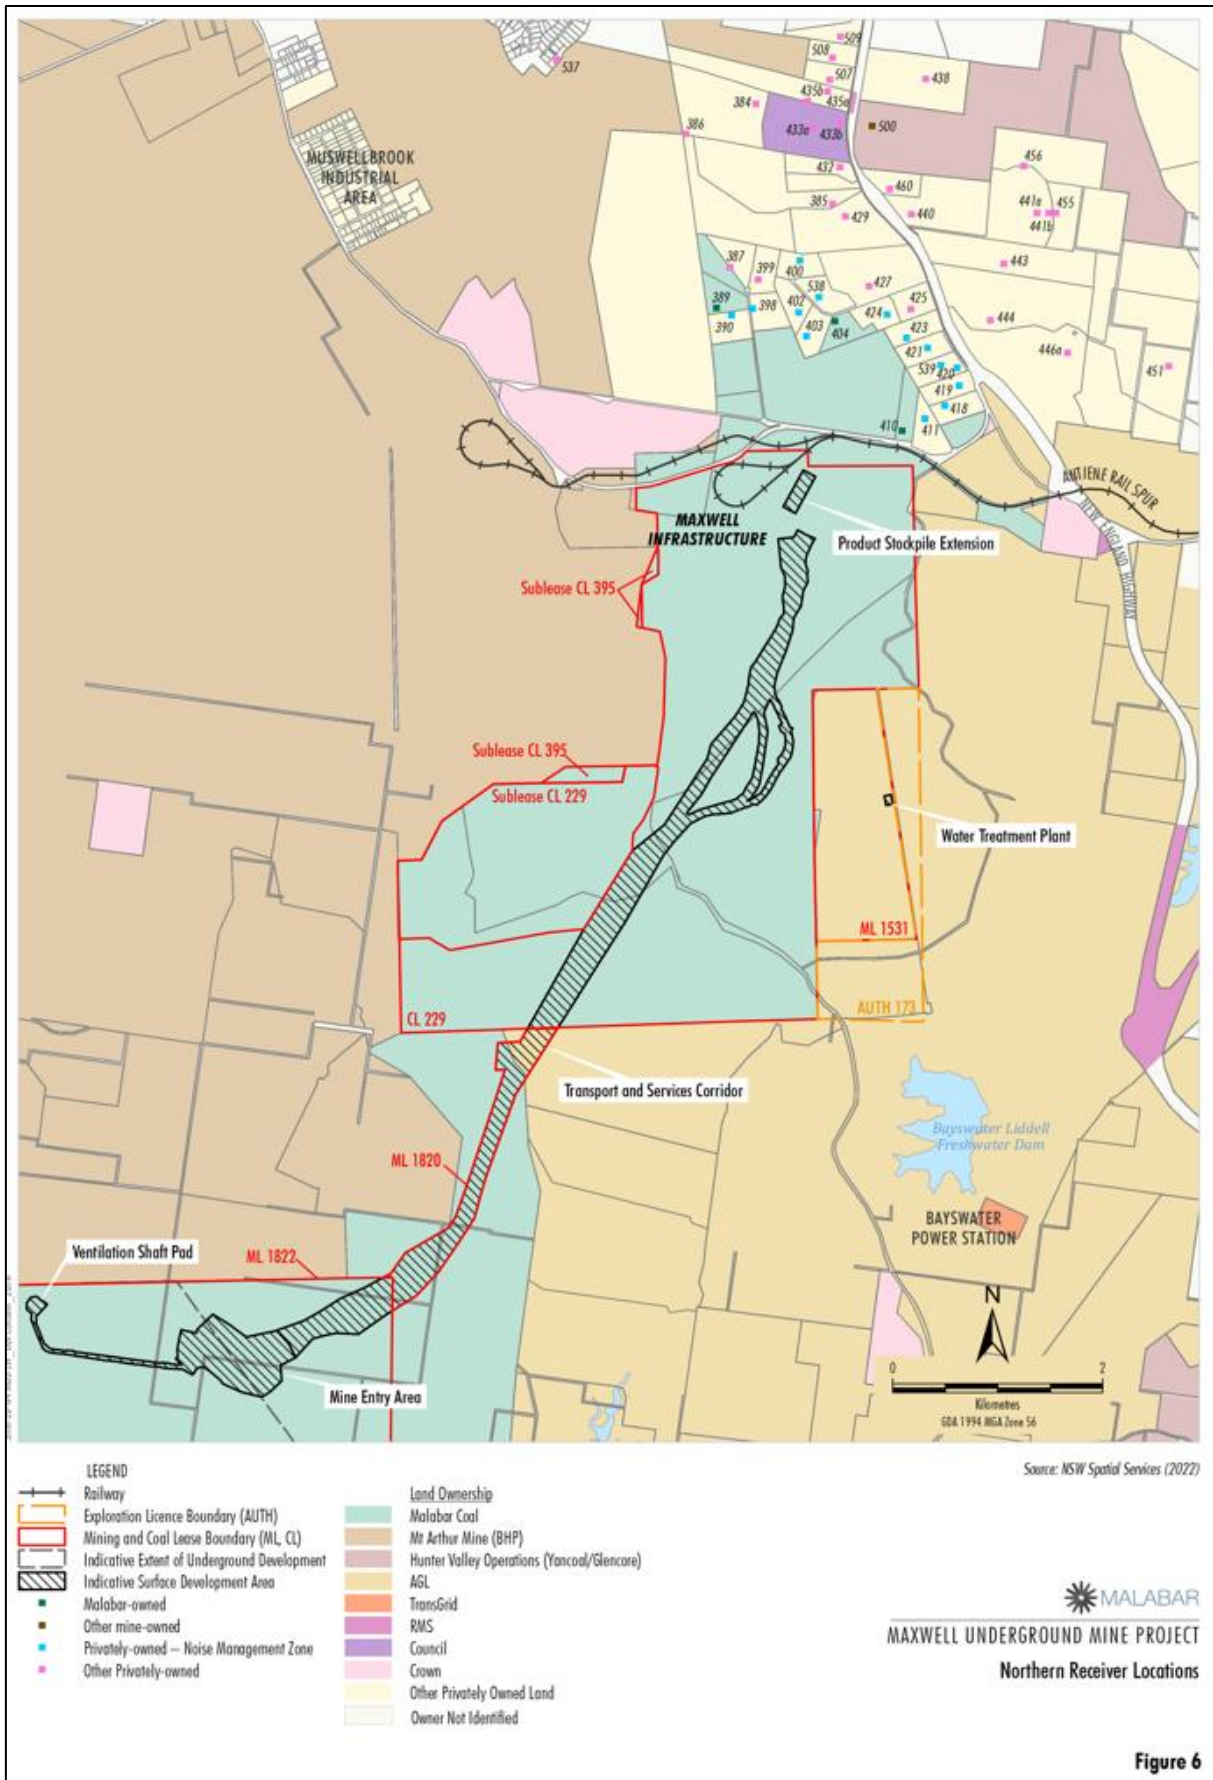 509
508
537
507
438
435b
384
435a
386
433a
433b
500
MUSWELLBROOK
INDUSTRIAL
AREA
432
456
460
385
441a
455
429
440
441b
387
399
400
443
538
427
389
398
402
424
425
390
403
404
423
444
421
446a
539
420
451
419
418
410
411
ANTIENE RAIL SPUR
NEW ENGLAND HIGHWAY
MAXWELL
INFRASTRUCTURE
Product Stockpile Extension
Sublease CL 395
Sublease CL 395
Sublease CL 229
Water Treatment Plant
ML 1531
AUTH 173
CL 229
Transport and Services Corridor
Bayswater Liddell
Freshwater Dam
ML 1820
BAYSWATER
POWER STATION
Ventilation Shaft Pad
ML 1822
N
0
2
Kilometres
GDA 1994 MGA Zone 56
Mine Entry Area
Source: NSW Spatial Services (2022)
LEGEND
Railway
Exploration Licence Boundary (AUTH)
Mining and Coal Lease Boundary (ML, CL)
Indicative Extent of Underground Development
Indicative Surface Development Area
Malabar-owned
Other mine-owned
Privately-owned – Noise Management Zone
Other Privately-owned
Land Ownership
Malabar Coal
Mt Arthur Mine (BHP)
Hunter Valley Operations (Yancoal/Glencore)
AGL
TransGrid
RMS
Council
Crown
Other Privately Owned Land
Owner Not Identified
MALABAR
MAXWELL UNDERGROUND MINE PROJECT
Northern Receiver Locations
Figure 6